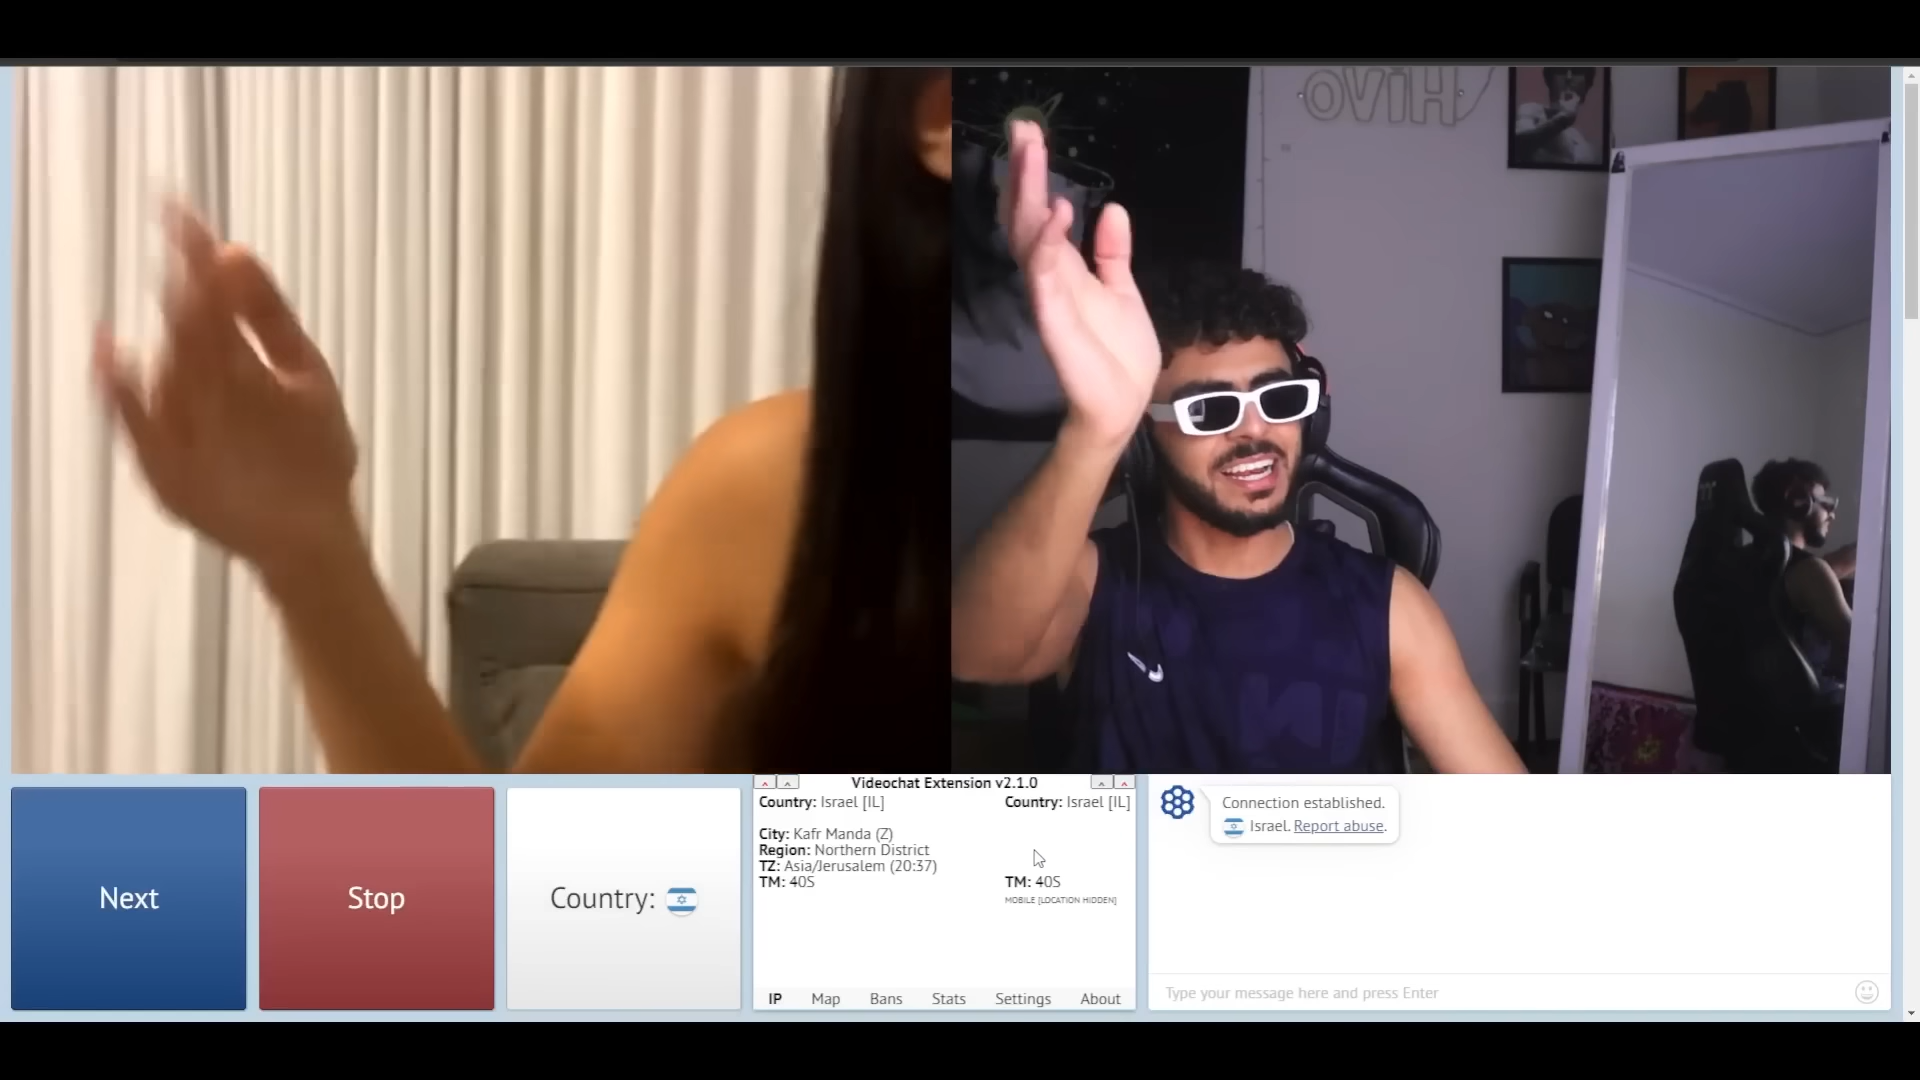 OViH
Next
Stop
Country:
Videochat Extension v2.1.0
Country: Israel [IL]
Country: Israel [IL]
City: Kafr Manda (Z)
Region: Northern District
TZ: Asia/Jerusalem (20:37)
TM: 40S
TM: 40S
MOBILE [LOCATION HIDDEN]
IP Map Bans Stats Settings About
Connection established.
Israel. Report abuse.
Type your message here and press Enter